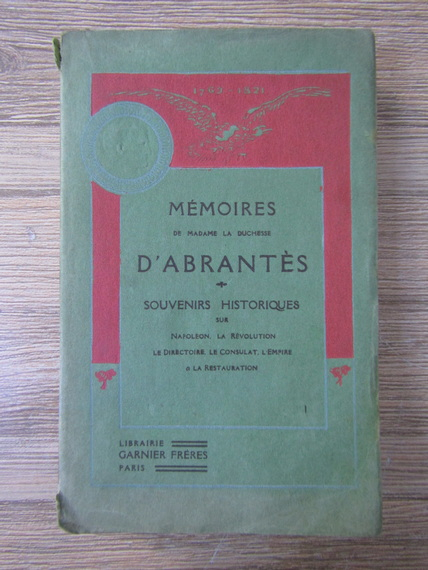 1769 1821
MÉMOIRES
DE MADAME LA DUCHESSE
D'ABRANTÈS
SOUVENIRS HISTORIQUES
SUR
NAPOLÉON, LA RÉVOLUTION
LE DIRECTOIRE, LE CONSULAT, L'EMPIRE
& LA RESTAURATION
I
LIBRAIRIE
GARNIER FRÈRES
PARIS